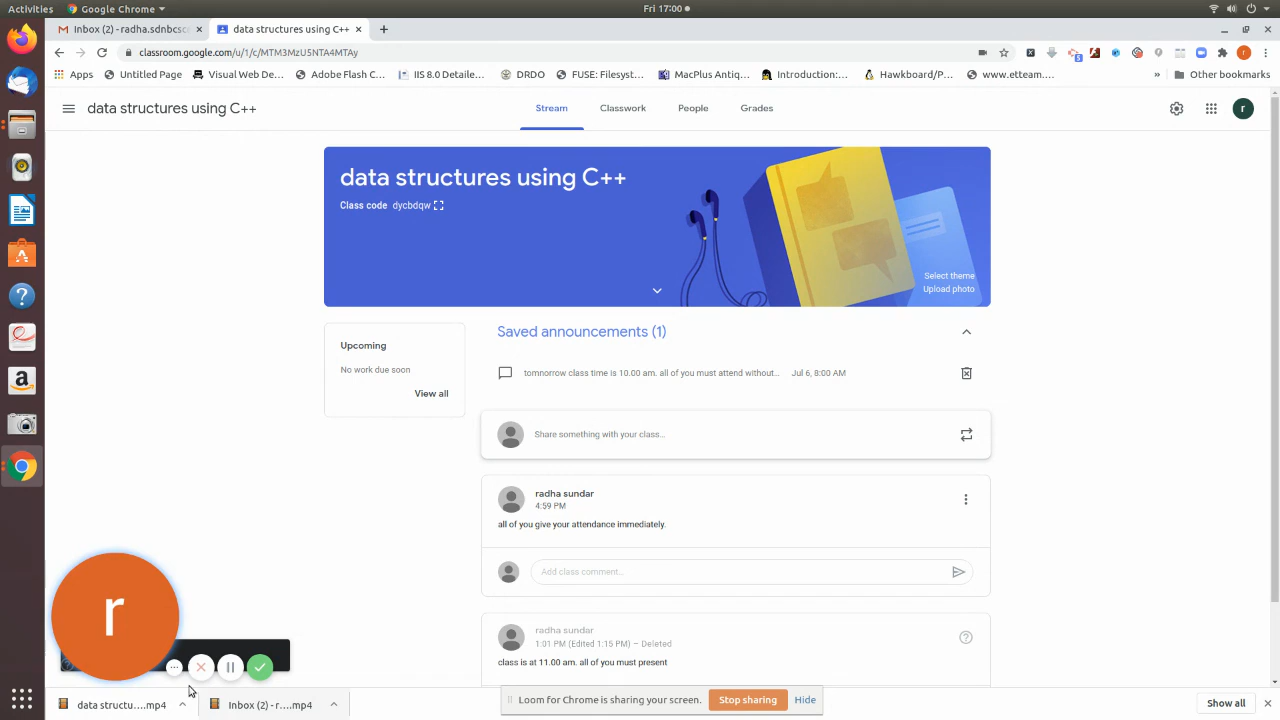 Activities
Google Chrome
Fri 17:00
Inbox (2) - radha.sdnbcsc
data structures using C++
classroom.google.com/u/1/c/MTM3MzU5NTA4MTAy
Apps
Untitled Page
Visual Web De...
Adobe Flash C...
IIS 8.0 Detaile...
DRDO
FUSE: Filesyst...
MacPlus Antiq...
Introduction:...
Hawkboard/P...
www.etteam....
»
Other bookmarks
data structures using C++
Stream
Classwork
People
Grades
r
data structures using C++
Class code dycbdqw
Select theme
Upload photo
Upcoming
No work due soon
View all
Saved announcements (1)
tomnorrow class time is 10.00 am. all of you must attend without...
Jul 6, 8:00 AM
Share something with your class...
radha sundar
4:59 PM
all of you give your attendance immediately.
Add class comment...
radha sundar
1:01 PM (Edited 1:15 PM) – Deleted
class is at 11.00 am. all of you must present
r
data structu....mp4
Inbox (2) - r....mp4
Loom for Chrome is sharing your screen.
Stop sharing
Hide
Show all